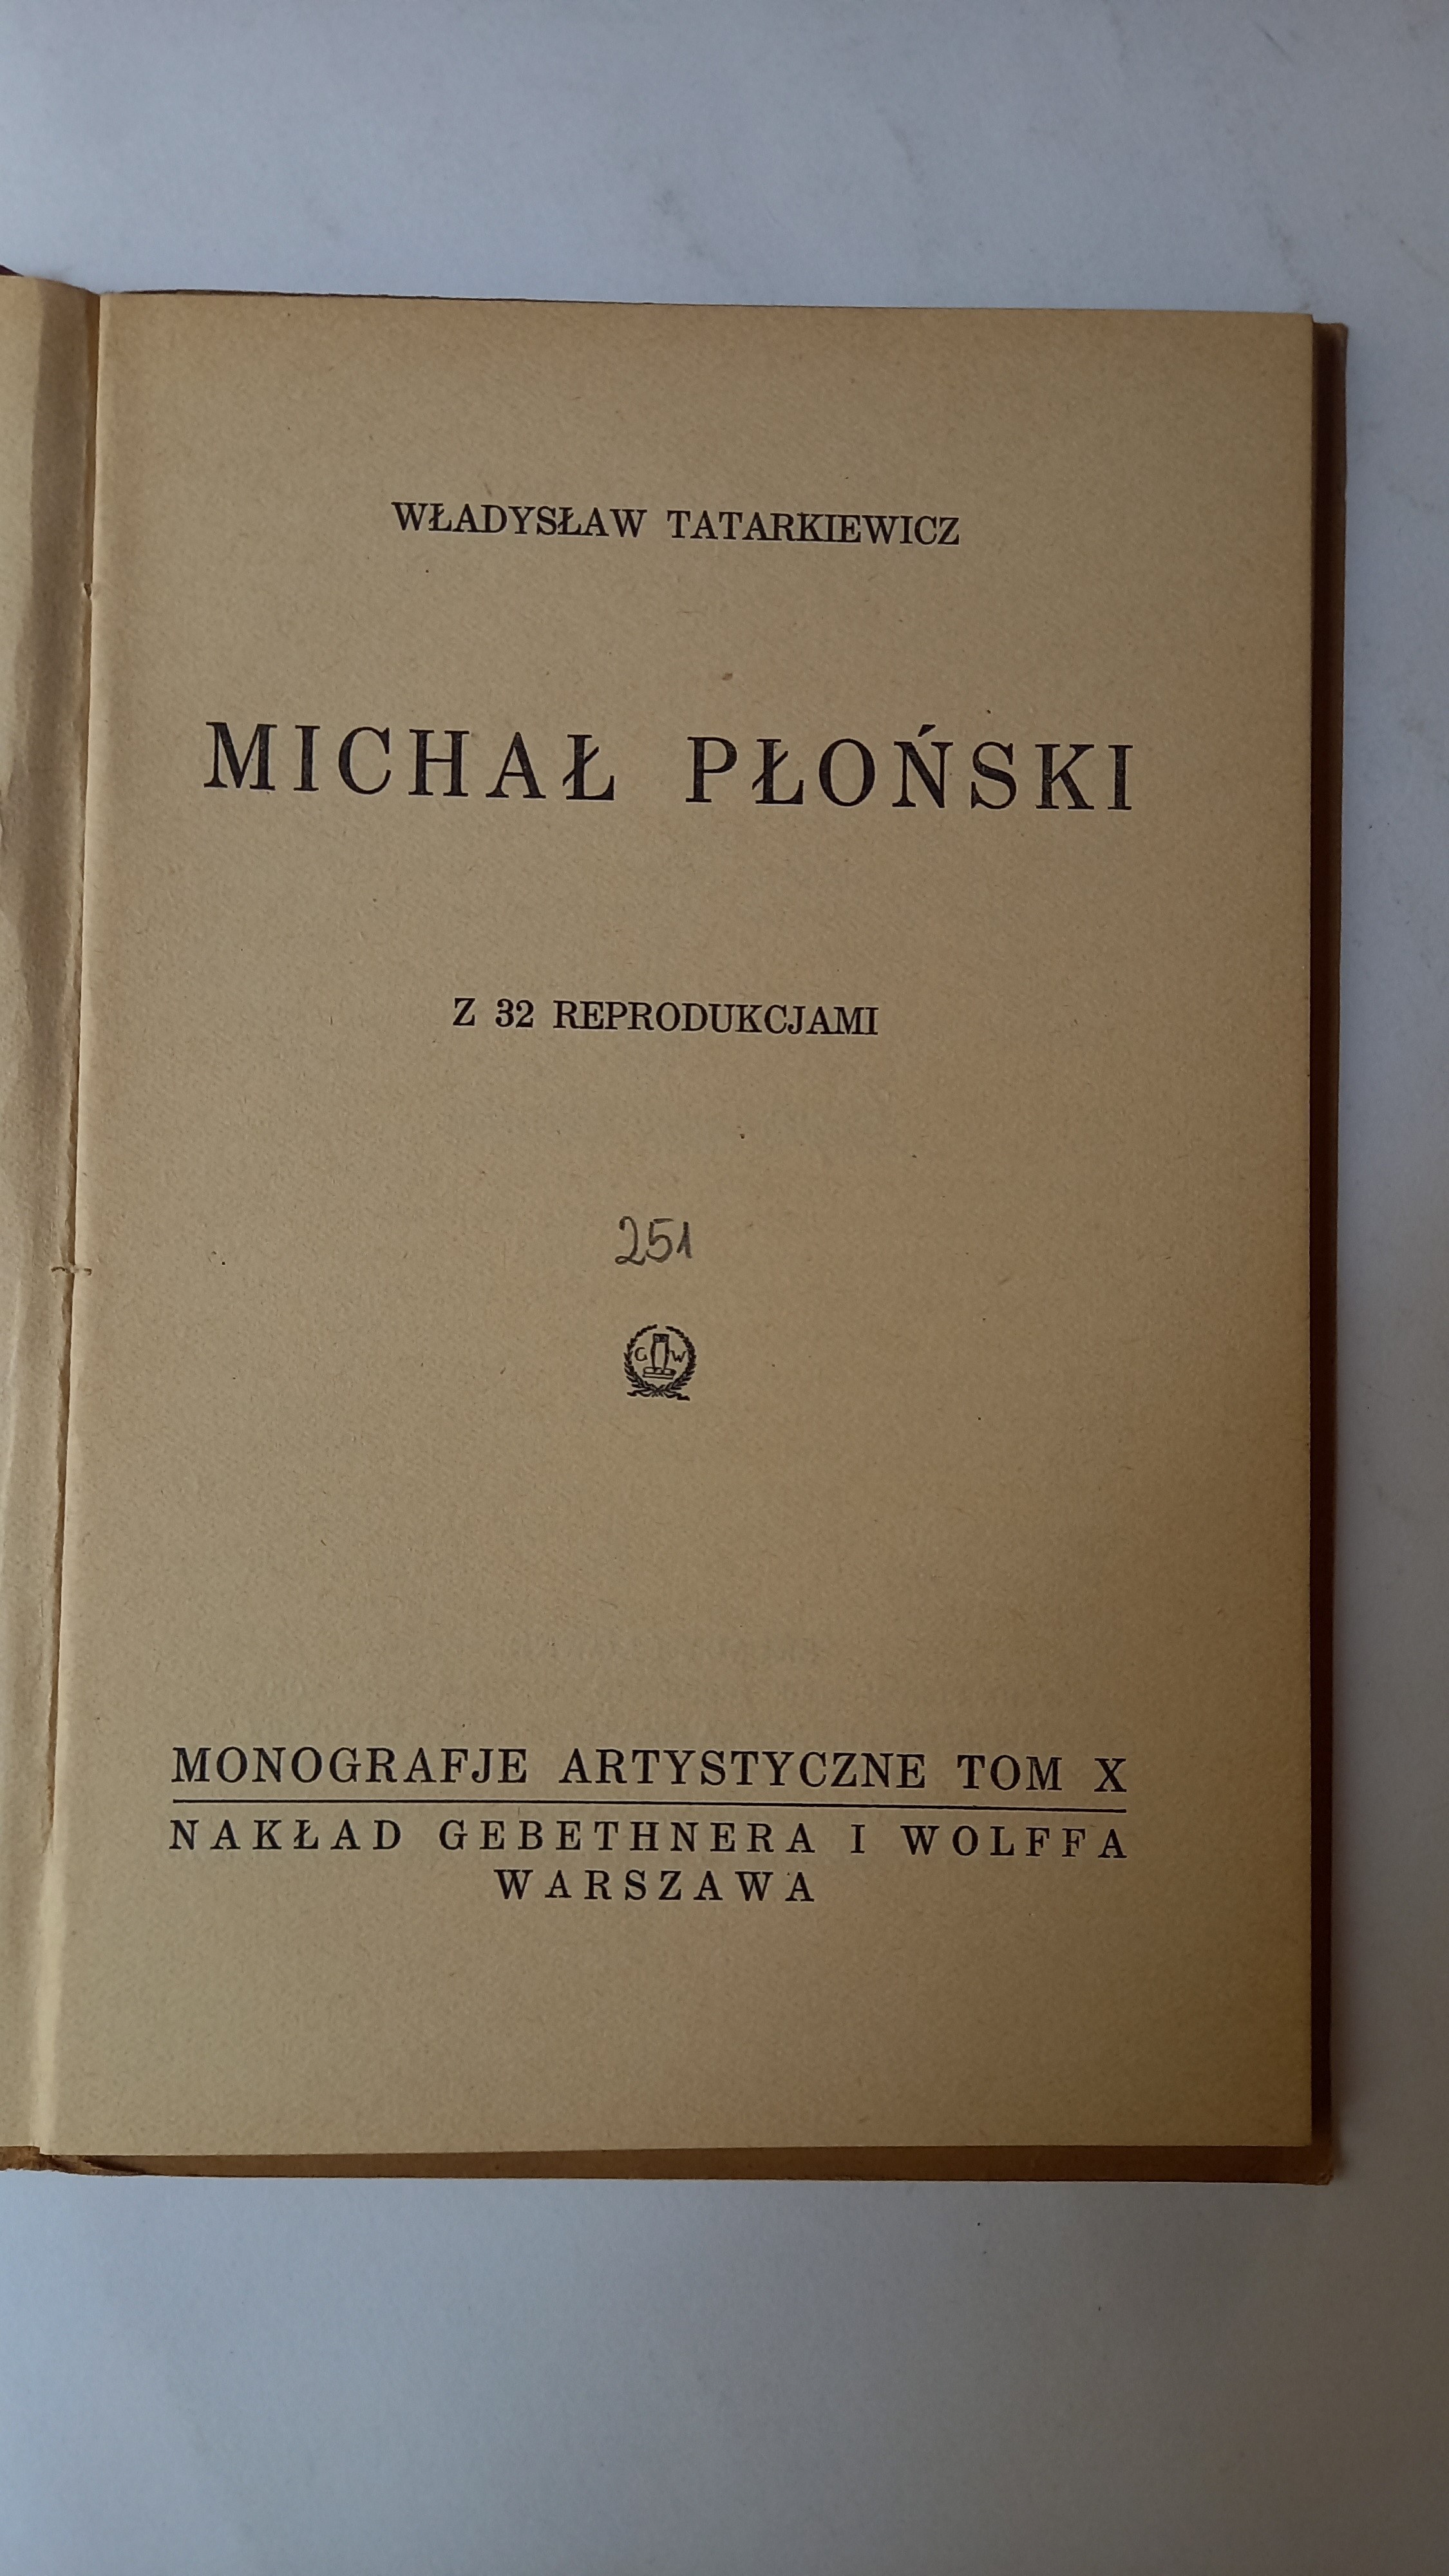 WŁADYSŁAW TATARKIEWICZ
MICHAŁ PŁOŃSKI
Z 32 REPRODUKCJAMI
251
G W
MONOGRAFJE ARTYSTYCZNE TOM X
NAKŁAD GEBETHNERA I WOLFFA
WARSZAWA